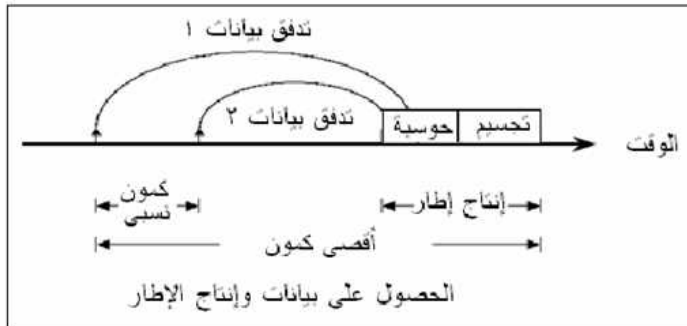 تدفق بيانات ١
تدفق بيانات ٢
حوسبة
تجسيم
الوقت
كمون
نسبى
إنتاج إطار
أقصى كمون
الحصول على بيانات وإنتاج الإطار